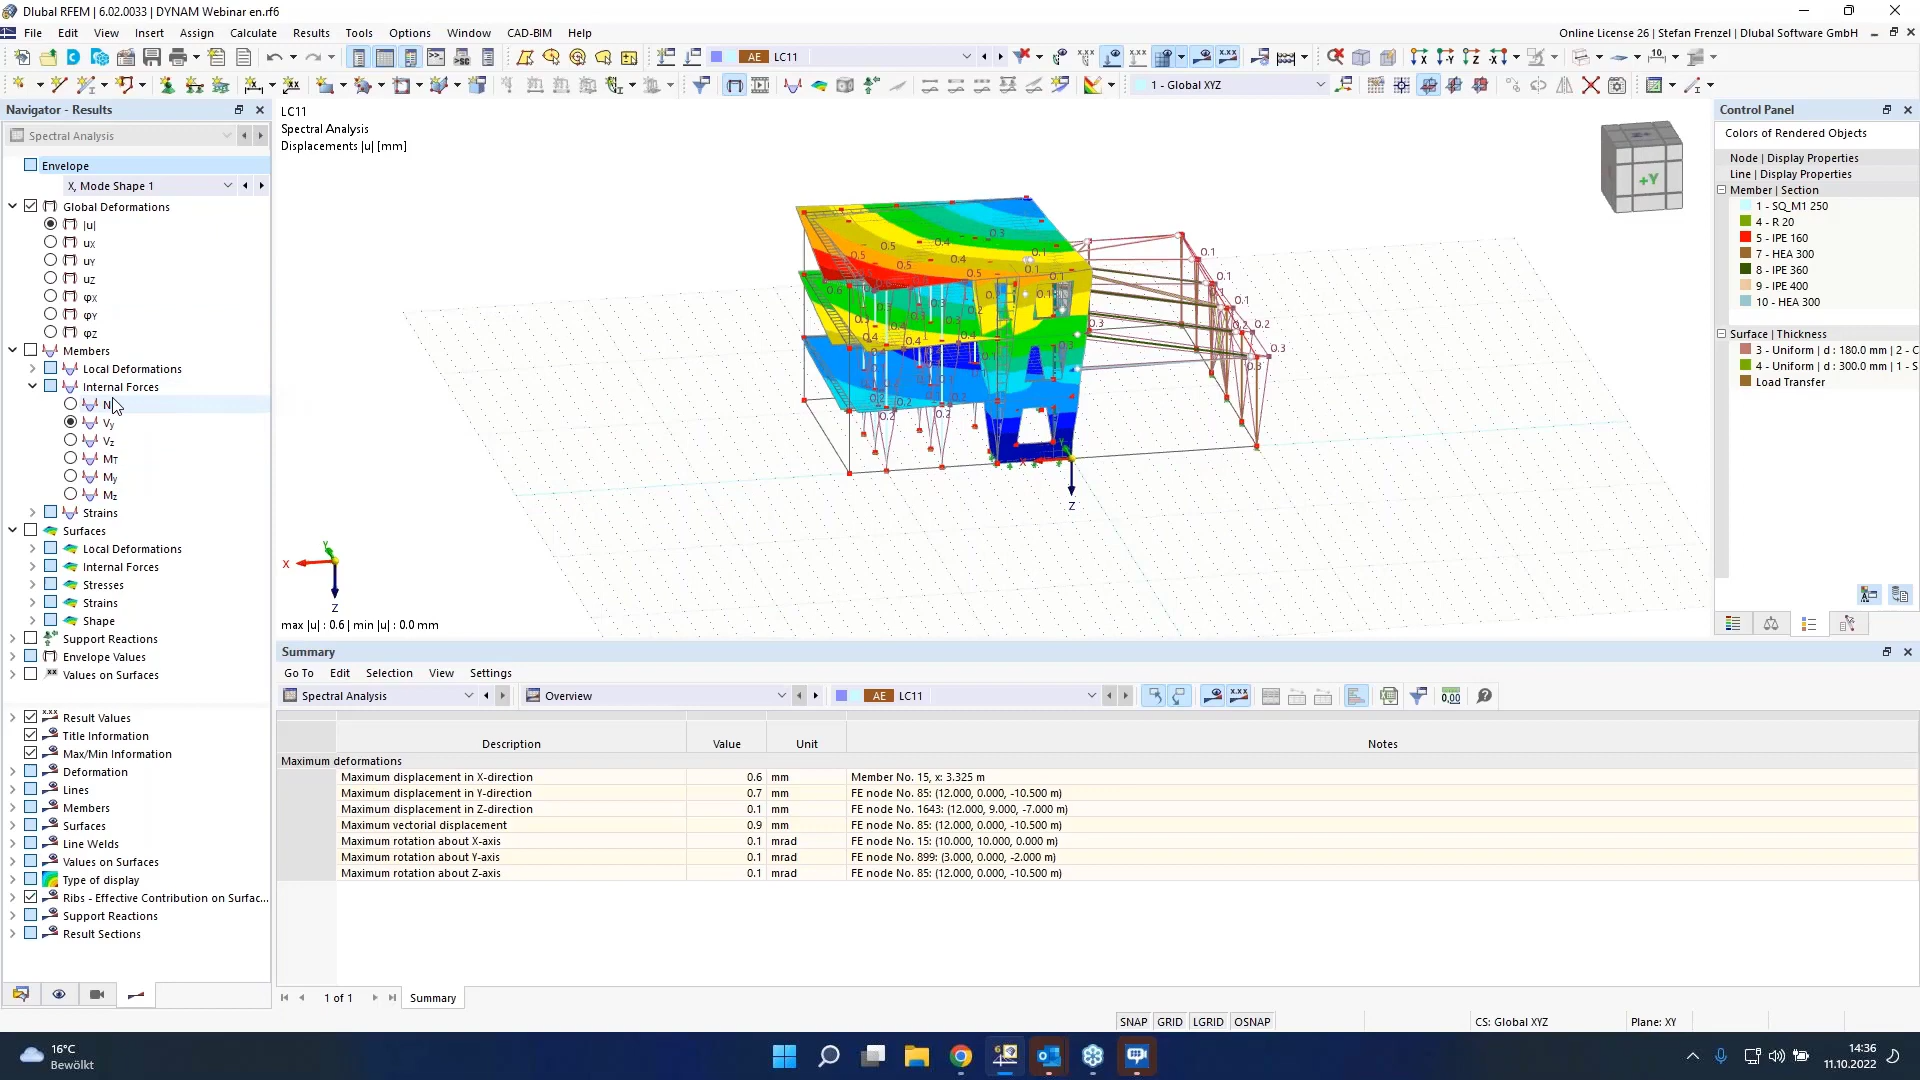 Dlubal RFEM | 6.02.0033 | DYNAM Webinar en.rf6
File Edit View Insert Assign Calculate Results Tools Options Window CAD-BIM Help
Online License 26 | Stefan Frenzel | Dlubal Software GmbH
AE LC11
1 - Global XYZ
Navigator - Results
Spectral Analysis
Envelope
X, Mode Shape 1
Global Deformations
|u|
uX
uY
uZ
φX
φY
φZ
Members
Local Deformations
Internal Forces
N
Vy
Vz
MT
My
Mz
Strains
Surfaces
Local Deformations
Internal Forces
Stresses
Strains
Shape
Support Reactions
Envelope Values
Values on Surfaces
Result Values
Title Information
Max/Min Information
Deformation
Lines
Members
Surfaces
Line Welds
Values on Surfaces
Type of display
Ribs - Effective Contribution on Surfac...
Support Reactions
Result Sections
LC11
Spectral Analysis
Displacements |u| [mm]
+Y
X
Y
Z
Z
max |u| : 0.6 | min |u| : 0.0 mm
Control Panel
Colors of Rendered Objects
Node | Display Properties
Line | Display Properties
Member | Section
1 - SQ_M1 250
4 - R 20
5 - IPE 160
7 - HEA 300
8 - IPE 360
9 - IPE 400
10 - HEA 300
Surface | Thickness
3 - Uniform | d : 180.0 mm | 2 - C
4 - Uniform | d : 300.0 mm | 1 - S
Load Transfer
Summary
Go To Edit Selection View Settings
Spectral Analysis Overview AE LC11
Description Value Unit Notes
Maximum deformations
Maximum displacement in X-direction 0.6 mm Member No. 15, x: 3.325 m
Maximum displacement in Y-direction 0.7 mm FE node No. 85: (12.000, 0.000, -10.500 m)
Maximum displacement in Z-direction 0.1 mm FE node No. 1643: (12.000, 9.000, -7.000 m)
Maximum vectorial displacement 0.9 mm FE node No. 85: (12.000, 0.000, -10.500 m)
Maximum rotation about X-axis 0.1 mrad FE node No. 15: (10.000, 10.000, 0.000 m)
Maximum rotation about Y-axis 0.1 mrad FE node No. 899: (3.000, 0.000, -2.000 m)
Maximum rotation about Z-axis 0.1 mrad FE node No. 85: (12.000, 0.000, -10.500 m)
1 of 1 Summary
SNAP GRID LGRID OSNAP CS: Global XYZ Plane: XY
16°C
Bewölkt
14:36
11.10.2022